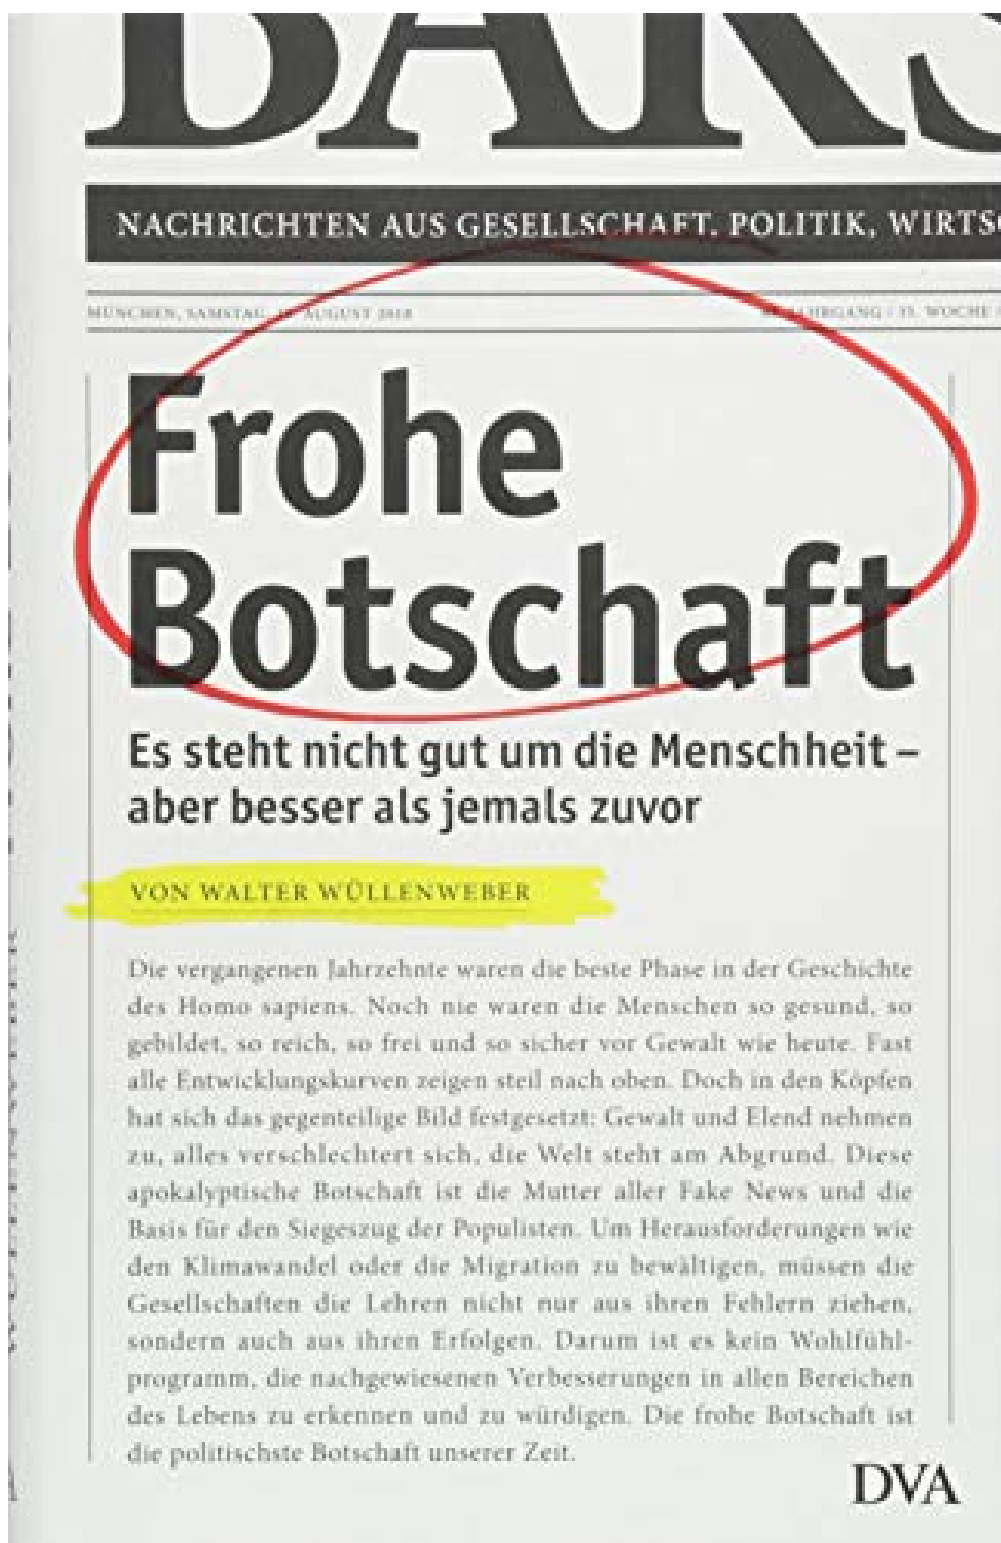 NACHRICHTEN AUS GESELLSCHAFT, POLITIK, WIRTS
MÜNCHEN, SAMSTAG, AUGUST 2018
JAHRGANG / 33. WOCHE /
Frohe
Botschaft
Es steht nicht gut um die Menschheit –
aber besser als jemals zuvor
VON WALTER WÜLLENWEBER
Die vergangenen Jahrzehnte waren die beste Phase in der Geschichte
des Homo sapiens. Noch nie waren die Menschen so gesund, so
gebildet, so reich, so frei und so sicher vor Gewalt wie heute. Fast
alle Entwicklungskurven zeigen steil nach oben. Doch in den Köpfen
hat sich das gegenteilige Bild festgesetzt: Gewalt und Elend nehmen
zu, alles verschlechtert sich, die Welt steht am Abgrund. Diese
apokalyptische Botschaft ist die Mutter aller Fake News und die
Basis für den Siegeszug der Populisten. Um Herausforderungen wie
den Klimawandel oder die Migration zu bewältigen, müssen die
Gesellschaften die Lehren nicht nur aus ihren Fehlern ziehen,
sondern auch aus ihren Erfolgen. Darum ist es kein Wohlfühl-
programm, die nachgewiesenen Verbesserungen in allen Bereichen
des Lebens zu erkennen und zu würdigen. Die frohe Botschaft ist
die politischste Botschaft unserer Zeit.
DVA